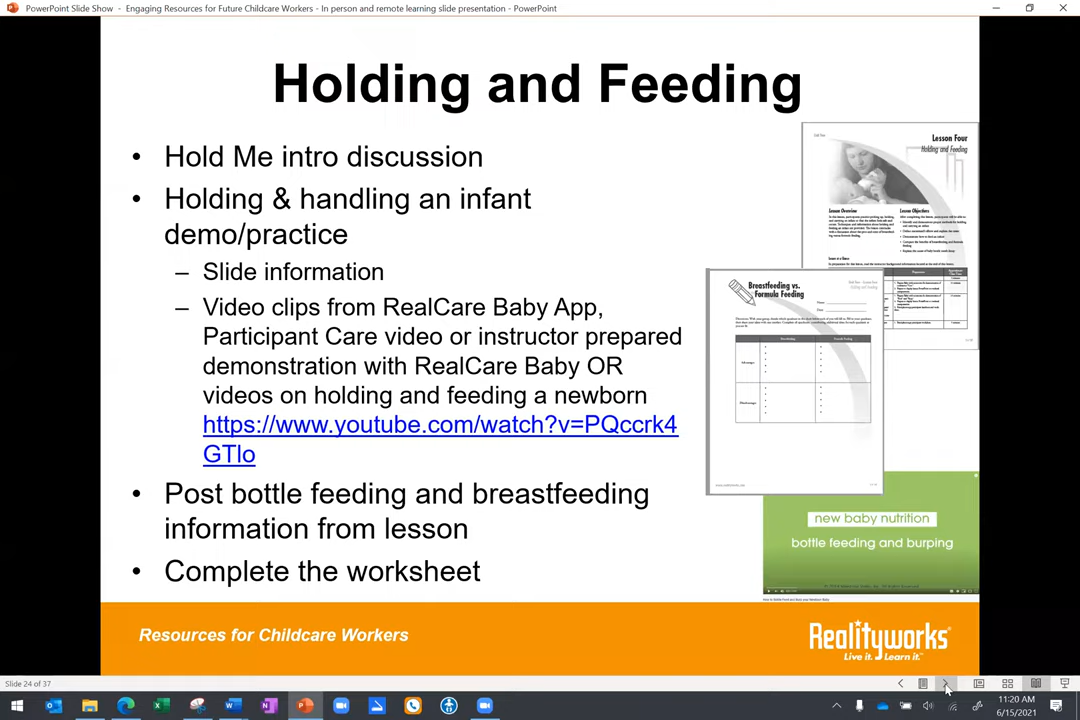 PowerPoint Slide Show - Engaging Resources for Future Childcare Workers - In person and remote learning slide presentation - PowerPoint
Holding and Feeding
• Hold Me intro discussion
• Holding & handling an infant
demo/practice
– Slide information
– Video clips from RealCare Baby App,
Participant Care video or instructor prepared
demonstration with RealCare Baby OR
videos on holding and feeding a newborn
https://www.youtube.com/watch?v=PQccrk4
GTlo
• Post bottle feeding and breastfeeding
information from lesson
• Complete the worksheet
Lesson Four
Holding and Feeding
Lesson Overview
Lesson Objectives
Breastfeeding vs.
Formula Feeding
new baby nutrition
bottle feeding and burping
Resources for Childcare Workers
Realityworks
Live it. Learn it.
Slide 24 of 37
11:20 AM
6/15/2021